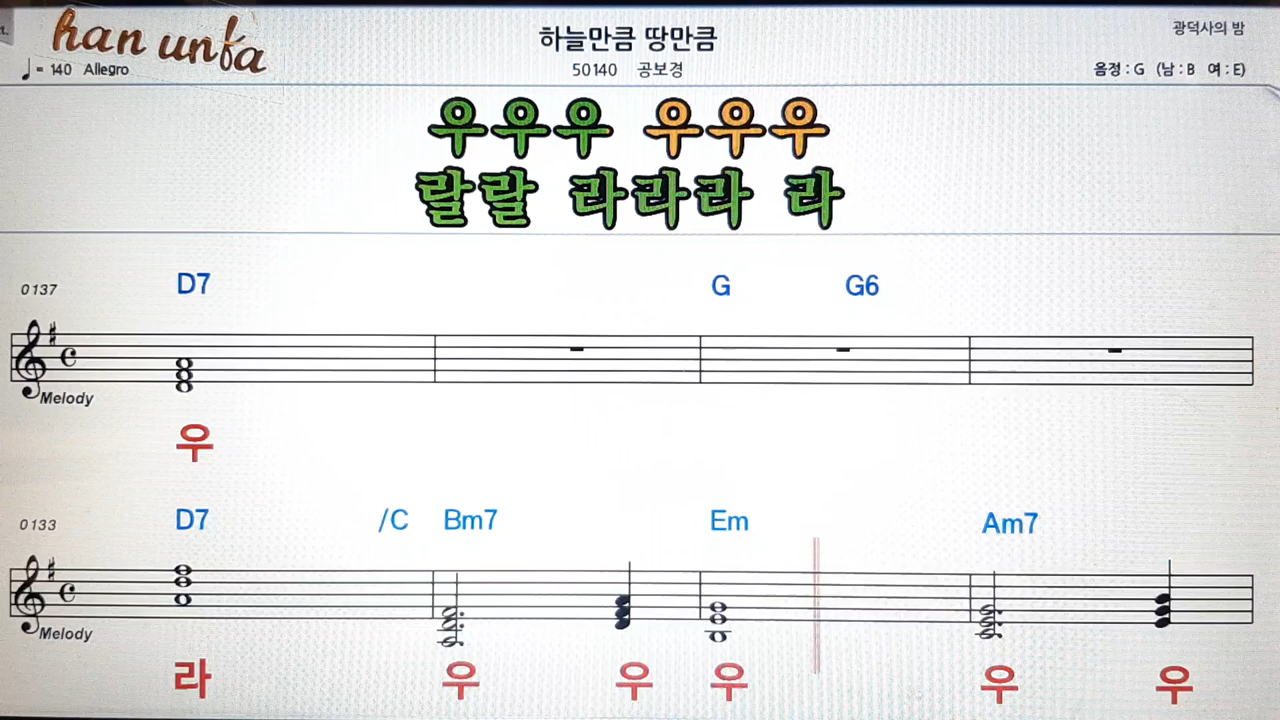 han unfa
하늘만큼 땅만큼
광덕사의 밤
♩= 140 Allegro
50140 공보경
음정 : G (남 : B 여 : E)
우우우 우우우
랄랄 라라라 라
D7 G G6
0137
Melody
우
D7 /C Bm7 Em Am7
0133
Melody
라 우 우 우 우 우